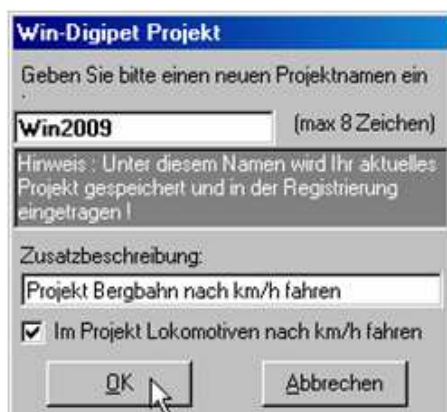 Win-Digipet Projekt
Geben Sie bitte einen neuen Projektnamen ein
:
Win2009 (max 8 Zeichen)
Hinweis : Unter diesem Namen wird Ihr aktuelles
Projekt gespeichert und in der Registrierung
eingetragen !
Zusatzbeschreibung:
Projekt Bergbahn nach km/h fahren
Im Projekt Lokomotiven nach km/h fahren
OK Abbrechen